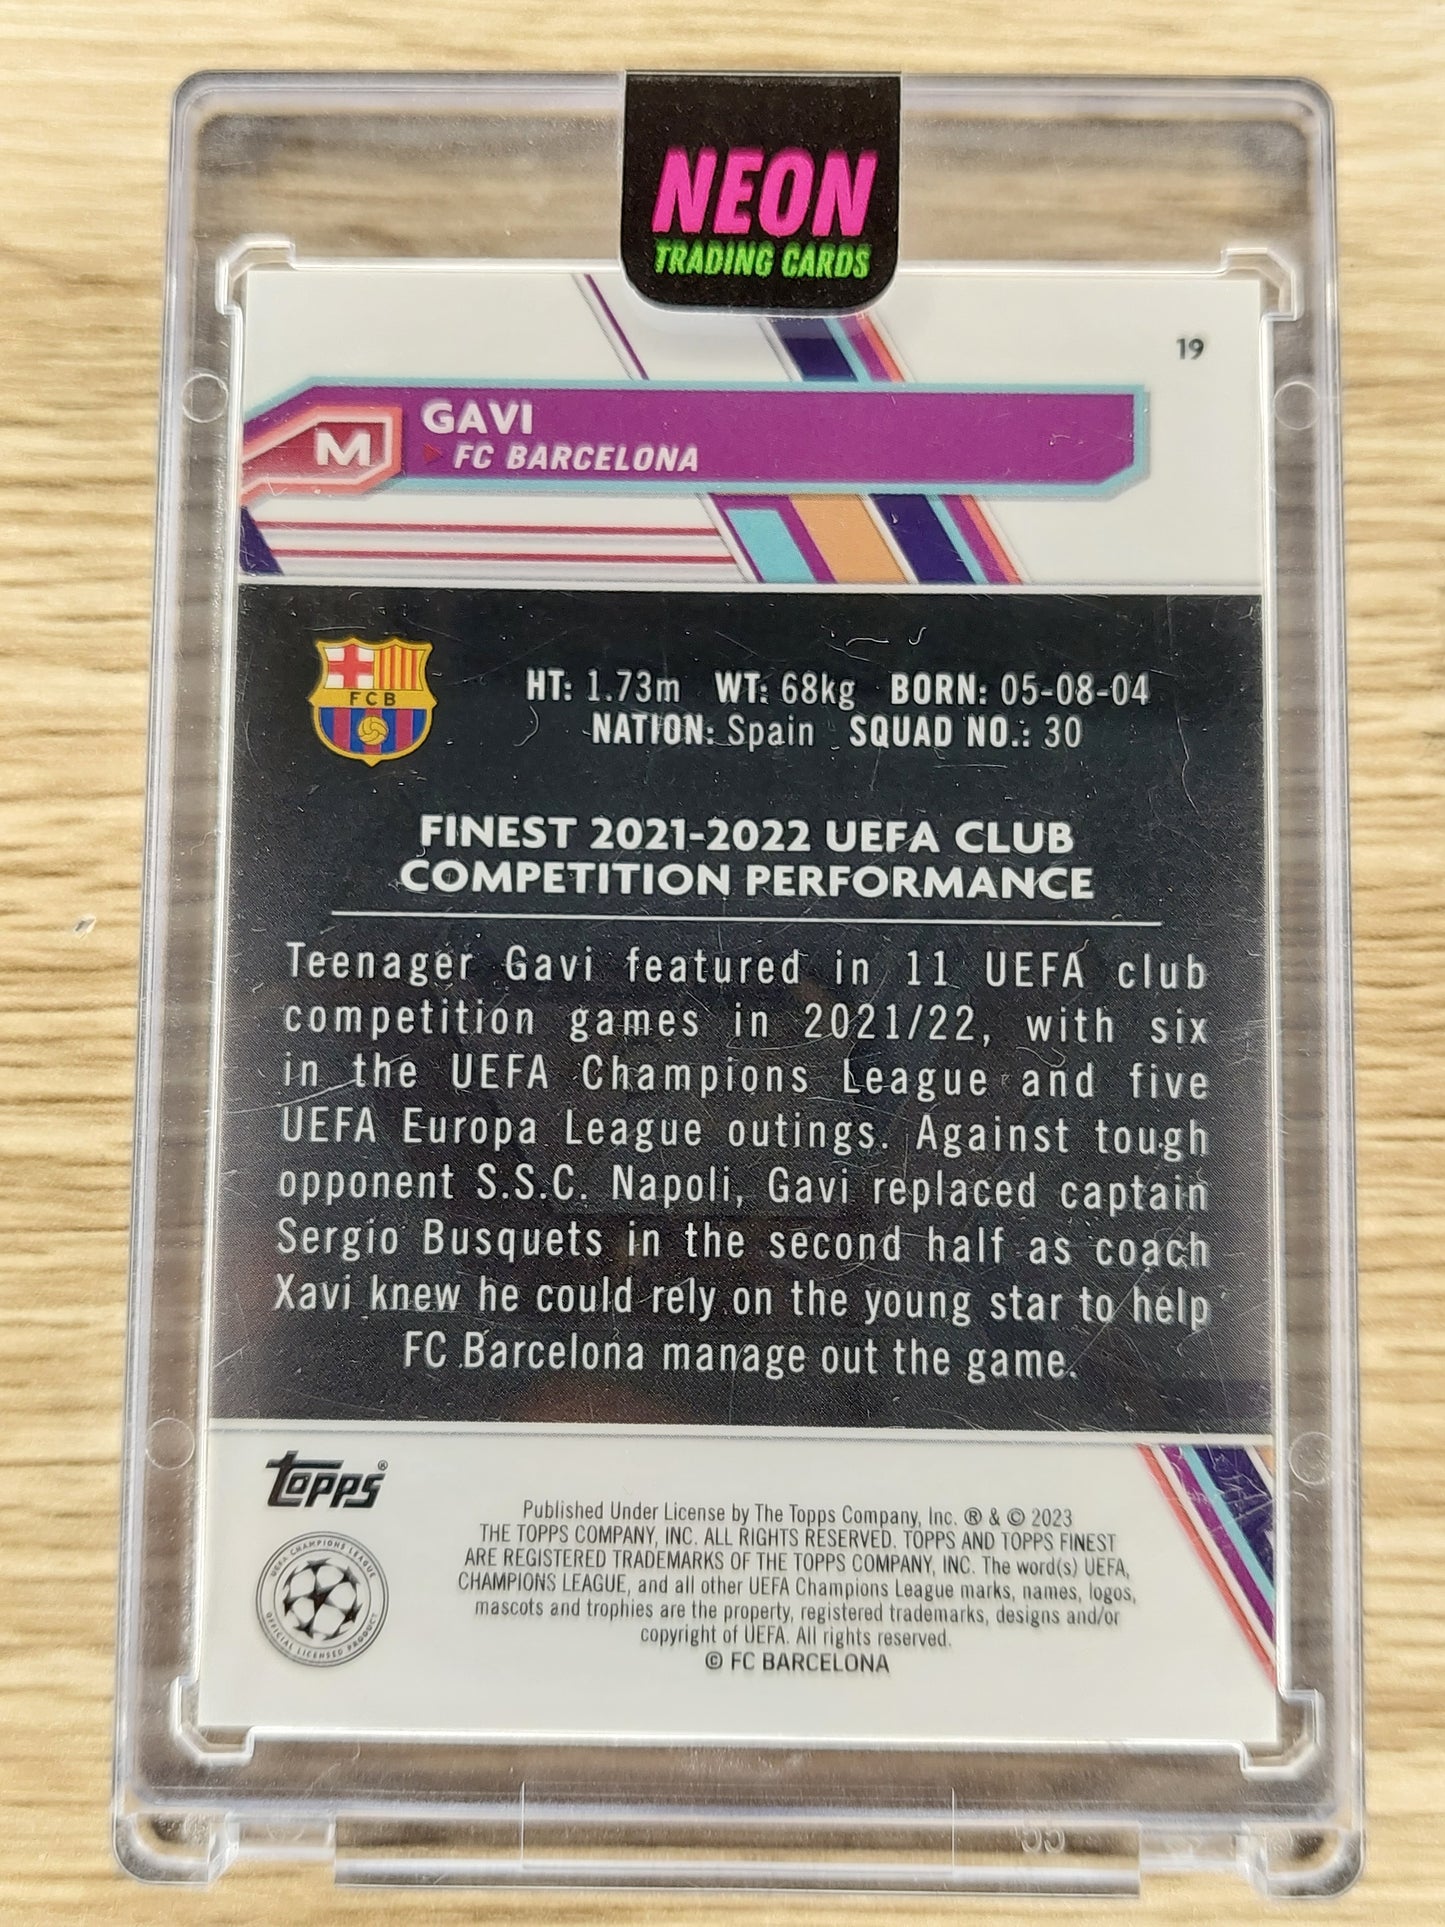 NEON
TRADING CARDS
19
GAVI
M
FC BARCELONA
FCB
HT: 1.73m WT: 68kg BORN: 05-08-04
NATION: Spain SQUAD NO.: 30
FINEST 2021-2022 UEFA CLUB
COMPETITION PERFORMANCE
Teenager Gavi featured in 11 UEFA club
competition games in 2021/22, with six
in the UEFA Champions League and five
UEFA Europa League outings. Against tough
opponent S.S.C. Napoli, Gavi replaced captain
Sergio Busquets in the second half as coach
Xavi knew he could rely on the young star to help
FC Barcelona manage out the game.
Topps®
UEFA CHAMPIONS LEAGUE
OFFICIAL LICENSED PRODUCT
Published Under License by The Topps Company, Inc. ® & © 2023
THE TOPPS COMPANY, INC. ALL RIGHTS RESERVED. TOPPS AND TOPPS FINEST
ARE REGISTERED TRADEMARKS OF THE TOPPS COMPANY, INC. The word(s) UEFA,
CHAMPIONS LEAGUE, and all other UEFA Champions League marks, names, logos,
mascots and trophies are the property, registered trademarks, designs and/or
copyright of UEFA. All rights reserved.
© FC BARCELONA